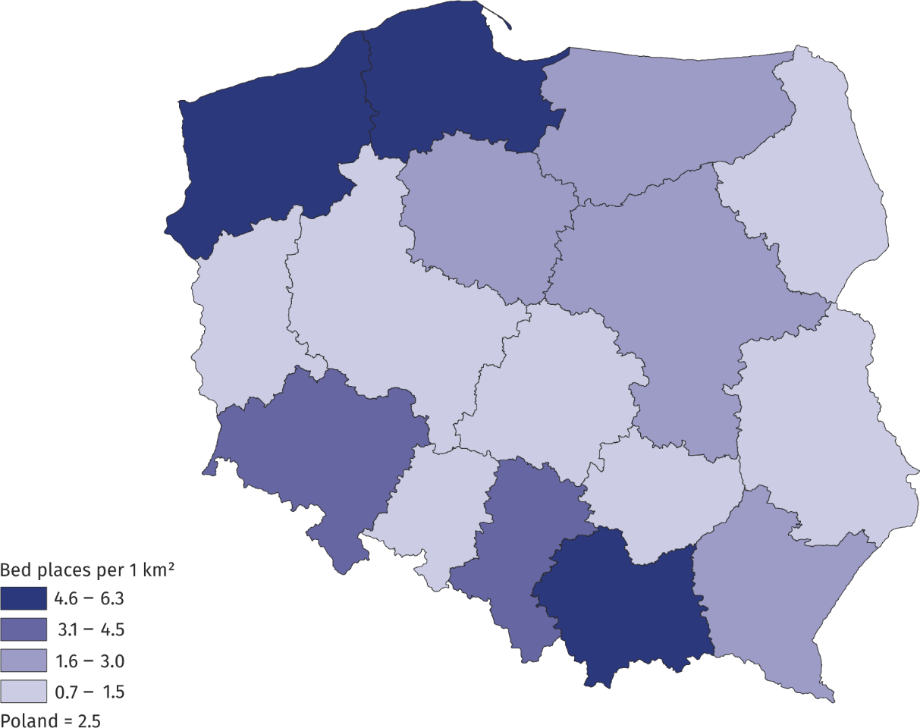 Bed places per 1 km²
4.6 – 6.3
3.1 – 4.5
1.6 – 3.0
0.7 – 1.5
Poland = 2.5